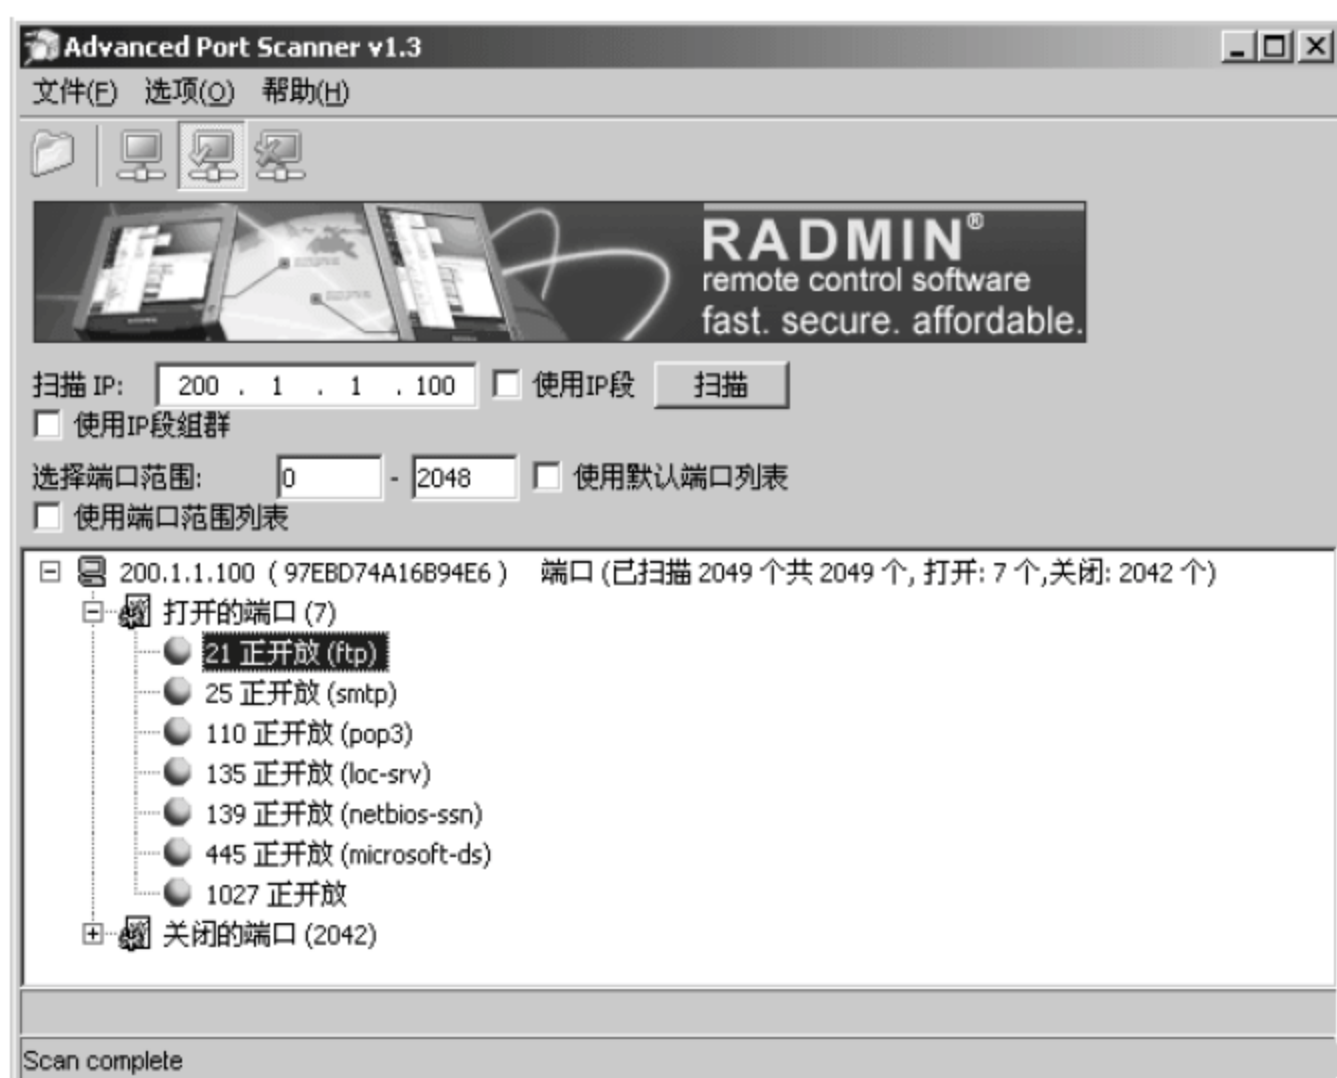 Advanced Port Scanner v1.3
文件(F) 选项(O) 帮助(H)
RADMIN®
remote control software
fast. secure. affordable.
扫描 IP: 200 . 1 . 1 . 100 使用IP段 扫描
使用IP段组群
选择端口范围: 0 - 2048 使用默认端口列表
使用端口范围列表
200.1.1.100 ( 97EBD74A16B94E6 ) 端口 (已扫描 2049 个共 2049 个, 打开: 7 个,关闭: 2042 个)
打开的端口 (7)
21 正开放 (ftp)
25 正开放 (smtp)
110 正开放 (pop3)
135 正开放 (loc-srv)
139 正开放 (netbios-ssn)
445 正开放 (microsoft-ds)
1027 正开放
关闭的端口 (2042)
Scan complete